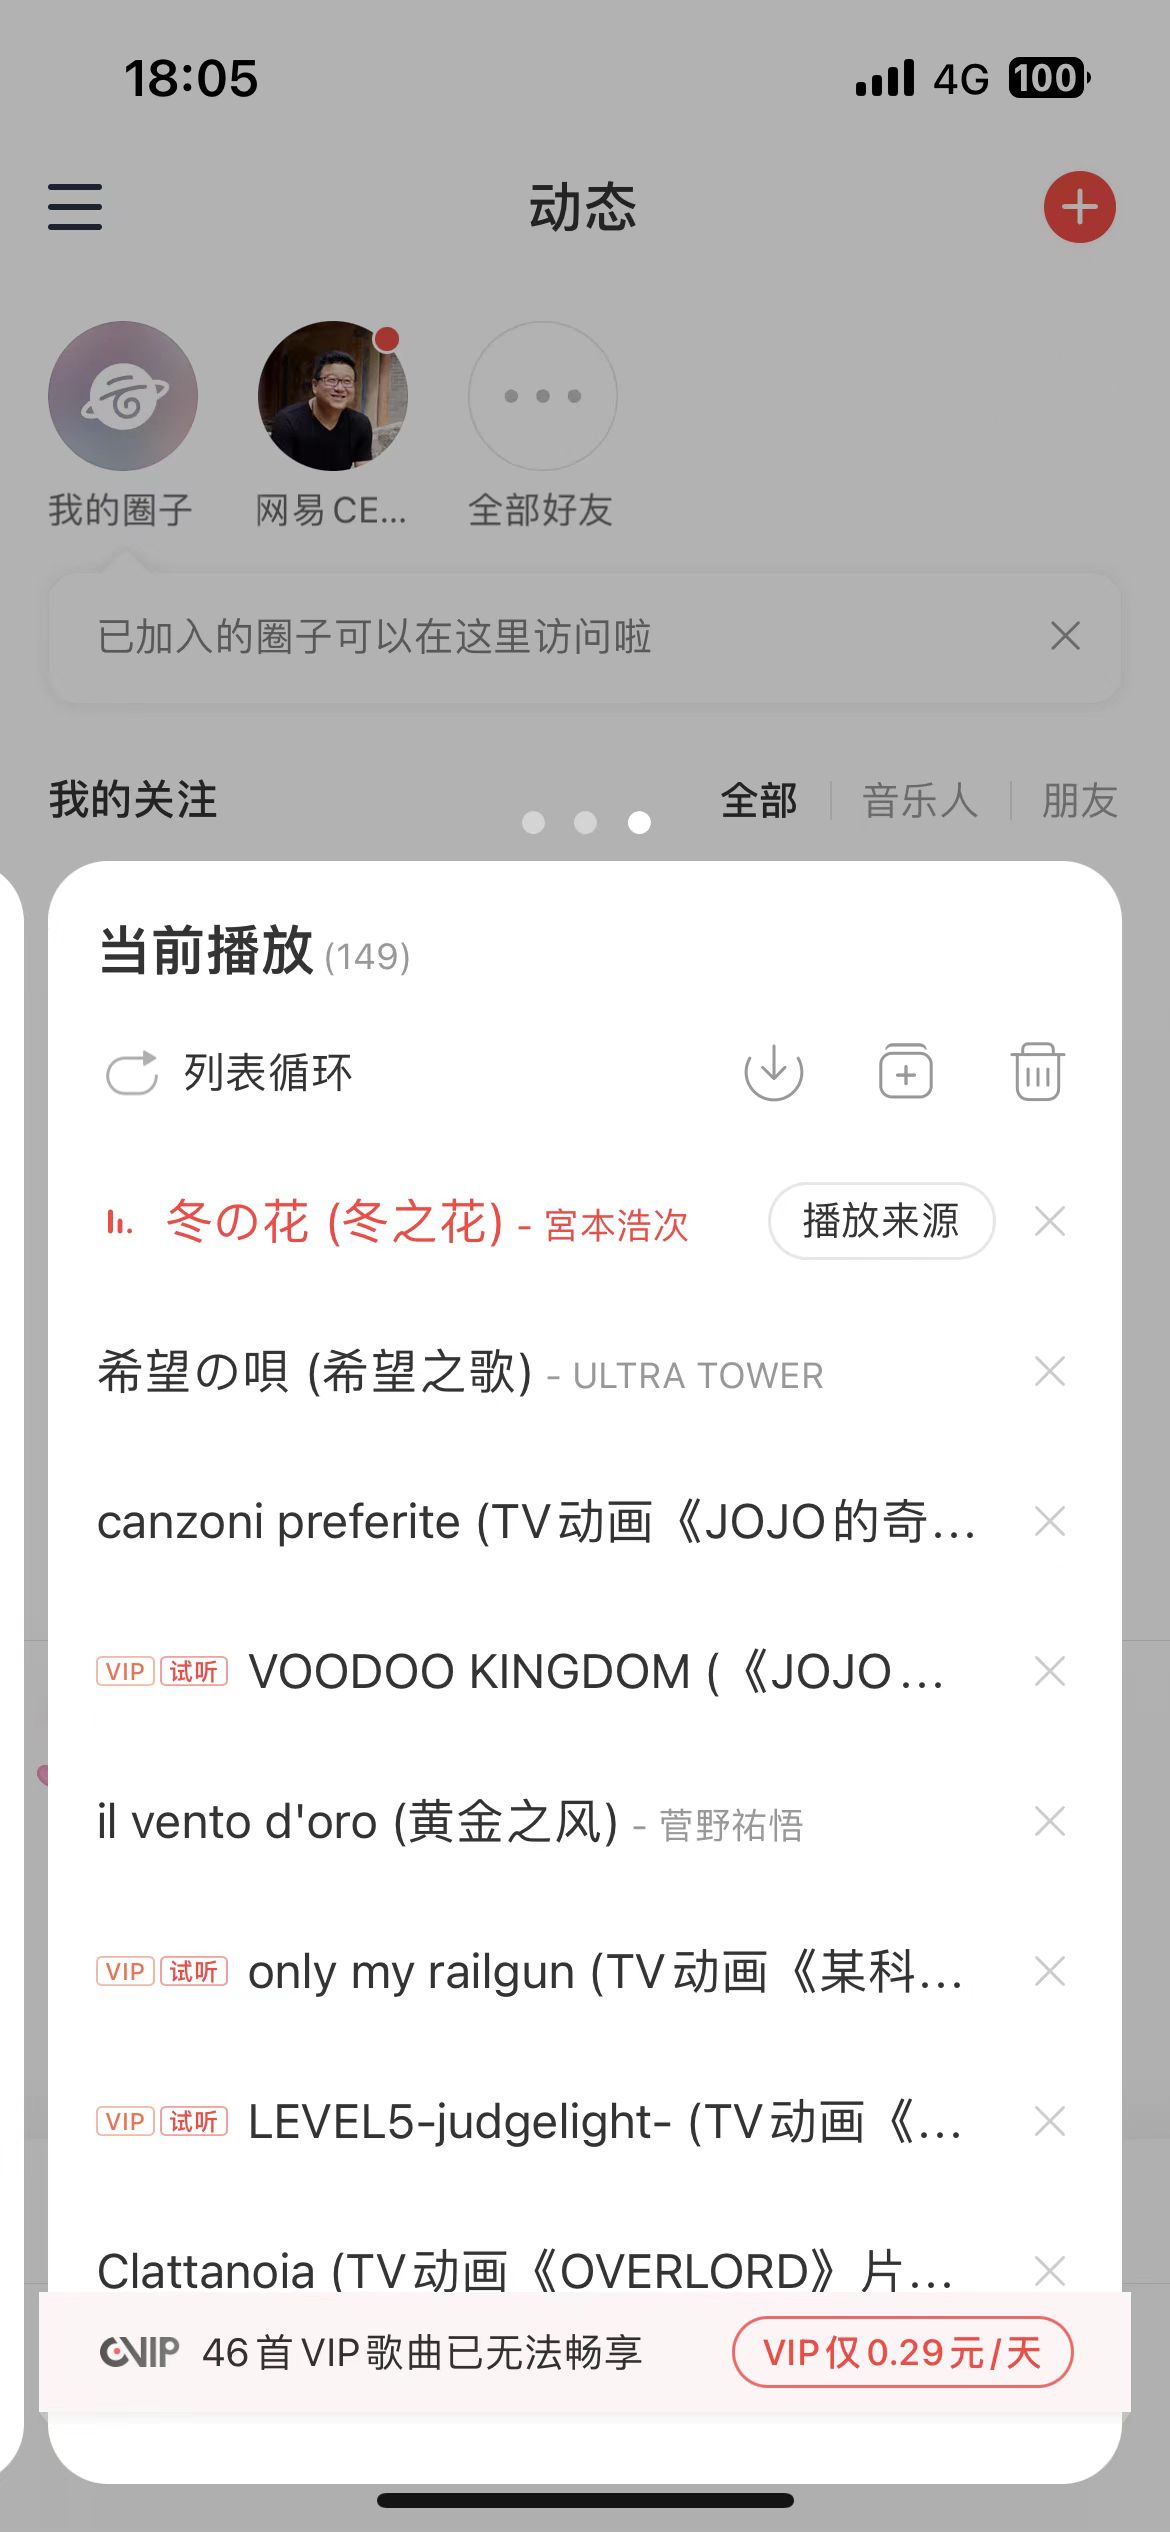 18:05 4G 100
动态
我的圈子 网易CE... 全部好友
已加入的圈子可以在这里访问啦
我的关注 全部 音乐人 朋友
当前播放(149)
列表循环
冬の花 (冬之花) - 宮本浩次 播放来源
希望の唄 (希望之歌) - ULTRA TOWER
canzoni preferite (TV动画《JOJO的奇...
VIP 试听 VOODOO KINGDOM (《JOJO...
il vento d'oro (黄金之风) - 菅野祐悟
VIP 试听 only my railgun (TV动画《某科...
VIP 试听 LEVEL5-judgelight- (TV动画《...
Clattanoia (TV动画《OVERLORD》片...
VIP 46首VIP歌曲已无法畅享 VIP仅0.29元/天